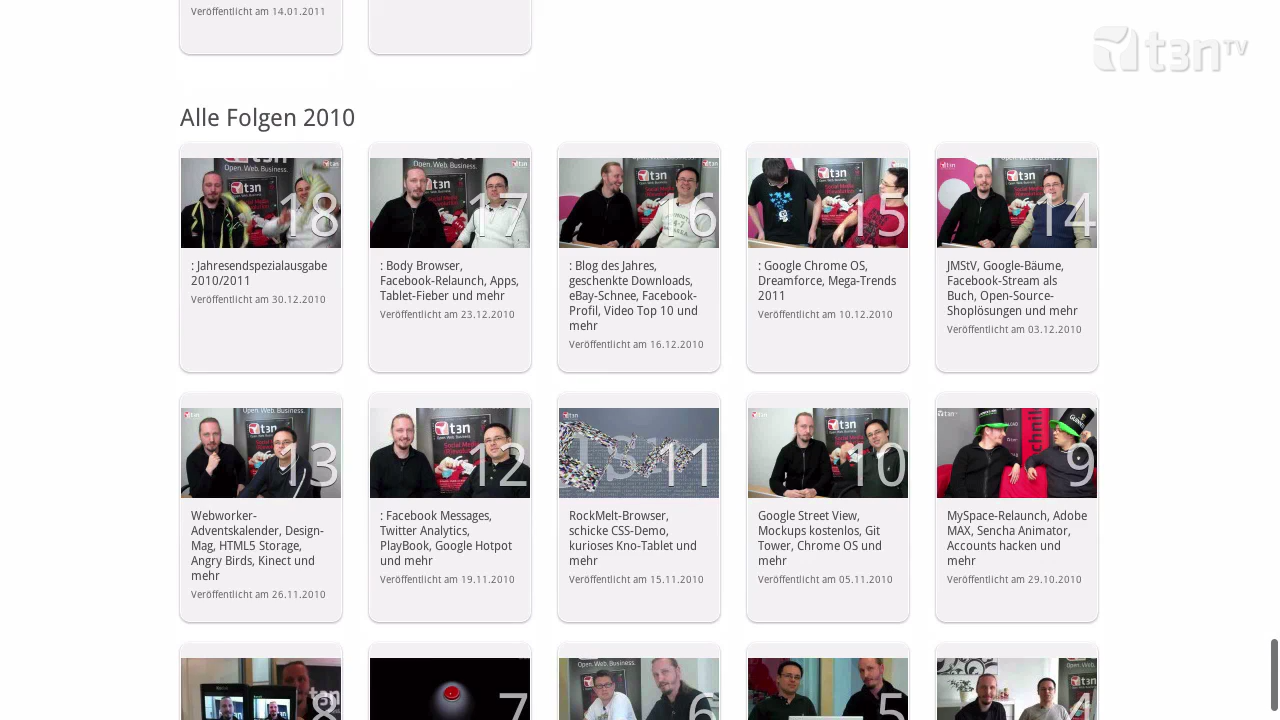 Veröffentlicht am 14.01.2011
t3n TV
Alle Folgen 2010
18
17
16
15
14
: Jahresendspezialausgabe
2010/2011
Veröffentlicht am 30.12.2010
: Body Browser,
Facebook-Relaunch, Apps,
Tablet-Fieber und mehr
Veröffentlicht am 23.12.2010
: Blog des Jahres,
geschenkte Downloads,
eBay-Schnee, Facebook-
Profil, Video Top 10 und
mehr
Veröffentlicht am 16.12.2010
: Google Chrome OS,
Dreamforce, Mega-Trends
2011
Veröffentlicht am 10.12.2010
JMStV, Google-Bäume,
Facebook-Stream als
Buch, Open-Source-
Shoplösungen und mehr
Veröffentlicht am 03.12.2010
13
12
11
10
9
Webworker-
Adventskalender, Design-
Mag, HTML5 Storage,
Angry Birds, Kinect und
mehr
Veröffentlicht am 26.11.2010
: Facebook Messages,
Twitter Analytics,
PlayBook, Google Hotpot
und mehr
Veröffentlicht am 19.11.2010
RockMelt-Browser,
schicke CSS-Demo,
kurioses Kno-Tablet und
mehr
Veröffentlicht am 15.11.2010
Google Street View,
Mockups kostenlos, Git
Tower, Chrome OS und
mehr
Veröffentlicht am 05.11.2010
MySpace-Relaunch, Adobe
MAX, Sencha Animator,
Accounts hacken und
mehr
Veröffentlicht am 29.10.2010
8
7
6
5
4